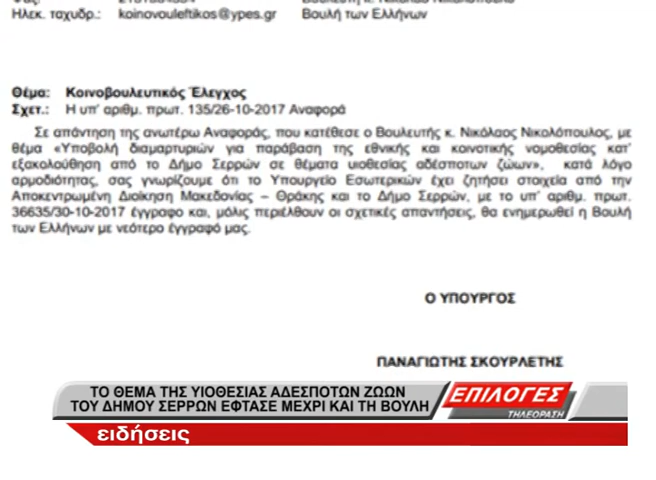 Ηλεκ. ταχυδρ.: koinovouleftikos@ypes.gr Βουλή των Ελλήνων
Θέμα: Κοινοβουλευτικός Έλεγχος
Σχετ.: Η υπ' αριθμ. πρωτ. 135/26-10-2017 Αναφορά
Σε απάντηση της ανωτέρω Αναφοράς, που κατέθεσε ο Βουλευτής κ. Νικόλαος Νικολόπουλος, με
θέμα «Υποβολή διαμαρτυριών για παράβαση της εθνικής και κοινοτικής νομοθεσίας κατ'
εξακολούθηση από το Δήμο Σερρών σε θέματα υιοθεσίας αδέσποτων ζώων», κατά λόγο
αρμοδιότητας, σας γνωρίζουμε ότι το Υπουργείο Εσωτερικών έχει ζητήσει στοιχεία από την
Αποκεντρωμένη Διοίκηση Μακεδονίας – Θράκης και το Δήμο Σερρών, με το υπ' αριθμ. πρωτ.
36635/30-10-2017 έγγραφο και, μόλις περιέλθουν οι σχετικές απαντήσεις, θα ενημερωθεί η Βουλή
των Ελλήνων με νεότερο έγγραφό μας.
Ο ΥΠΟΥΡΓΟΣ
ΠΑΝΑΓΙΩΤΗΣ ΣΚΟΥΡΛΕΤΗΣ
ΤΟ ΘΕΜΑ ΤΗΣ ΥΙΟΘΕΣΙΑΣ ΑΔΕΣΠΟΤΩΝ ΖΩΩΝ
ΤΟΥ ΔΗΜΟΥ ΣΕΡΡΩΝ ΕΦΤΑΣΕ ΜΕΧΡΙ ΚΑΙ ΤΗ ΒΟΥΛΗ
ΕΠΙΛΟΓΕΣ
ΤΗΛΕΟΡΑΣΗ
ειδήσεις